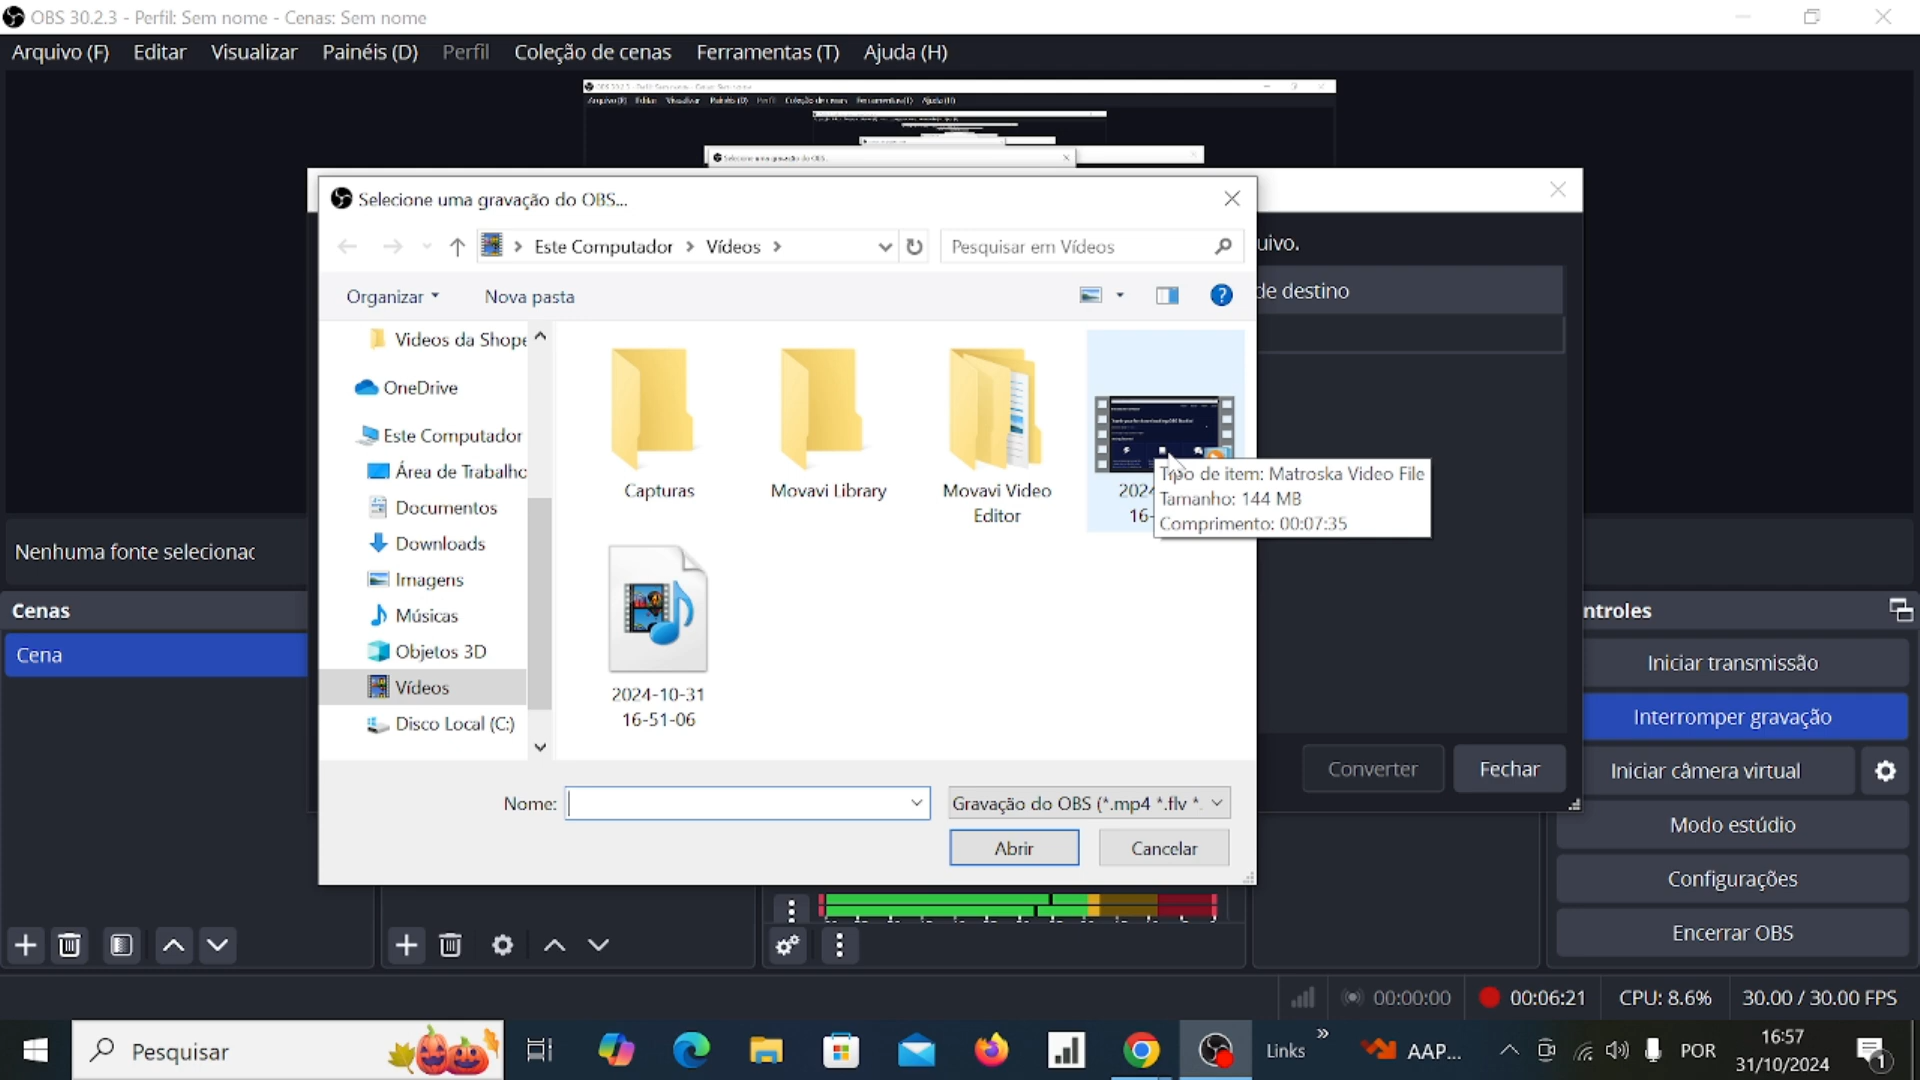 OBS 30.2.3 - Perfil: Sem nome - Cenas: Sem nome
Arquivo (F) Editar Visualizar Painéis (D) Perfil Coleção de cenas Ferramentas (T) Ajuda (H)
Selecione uma gravação do OBS...
Este Computador Vídeos Pesquisar em Vídeos
uivo.
Organizar Nova pasta
de destino
Videos da Shope
OneDrive
Este Computador
Área de Trabalho
Documentos
Downloads
Imagens
Músicas
Objetos 3D
Vídeos
Disco Local (C:)
Capturas
Movavi Library
Movavi Video
Editor
2024
16-
Tipo de item: Matroska Video File
Tamanho: 144 MB
Comprimento: 00:07:35
2024-10-31
16-51-06
Nome:
Gravação do OBS (*.mp4 *.flv *.
Abrir Cancelar
Converter Fechar
Nenhuma fonte selecionac
Cenas
Cena
ntroles
Iniciar transmissão
Interromper gravação
Iniciar câmera virtual
Modo estúdio
Configurações
Encerrar OBS
00:00:00 00:06:21 CPU: 8.6% 30.00 / 30.00 FPS
Pesquisar
Links
AAP...
POR
16:57
31/10/2024
1